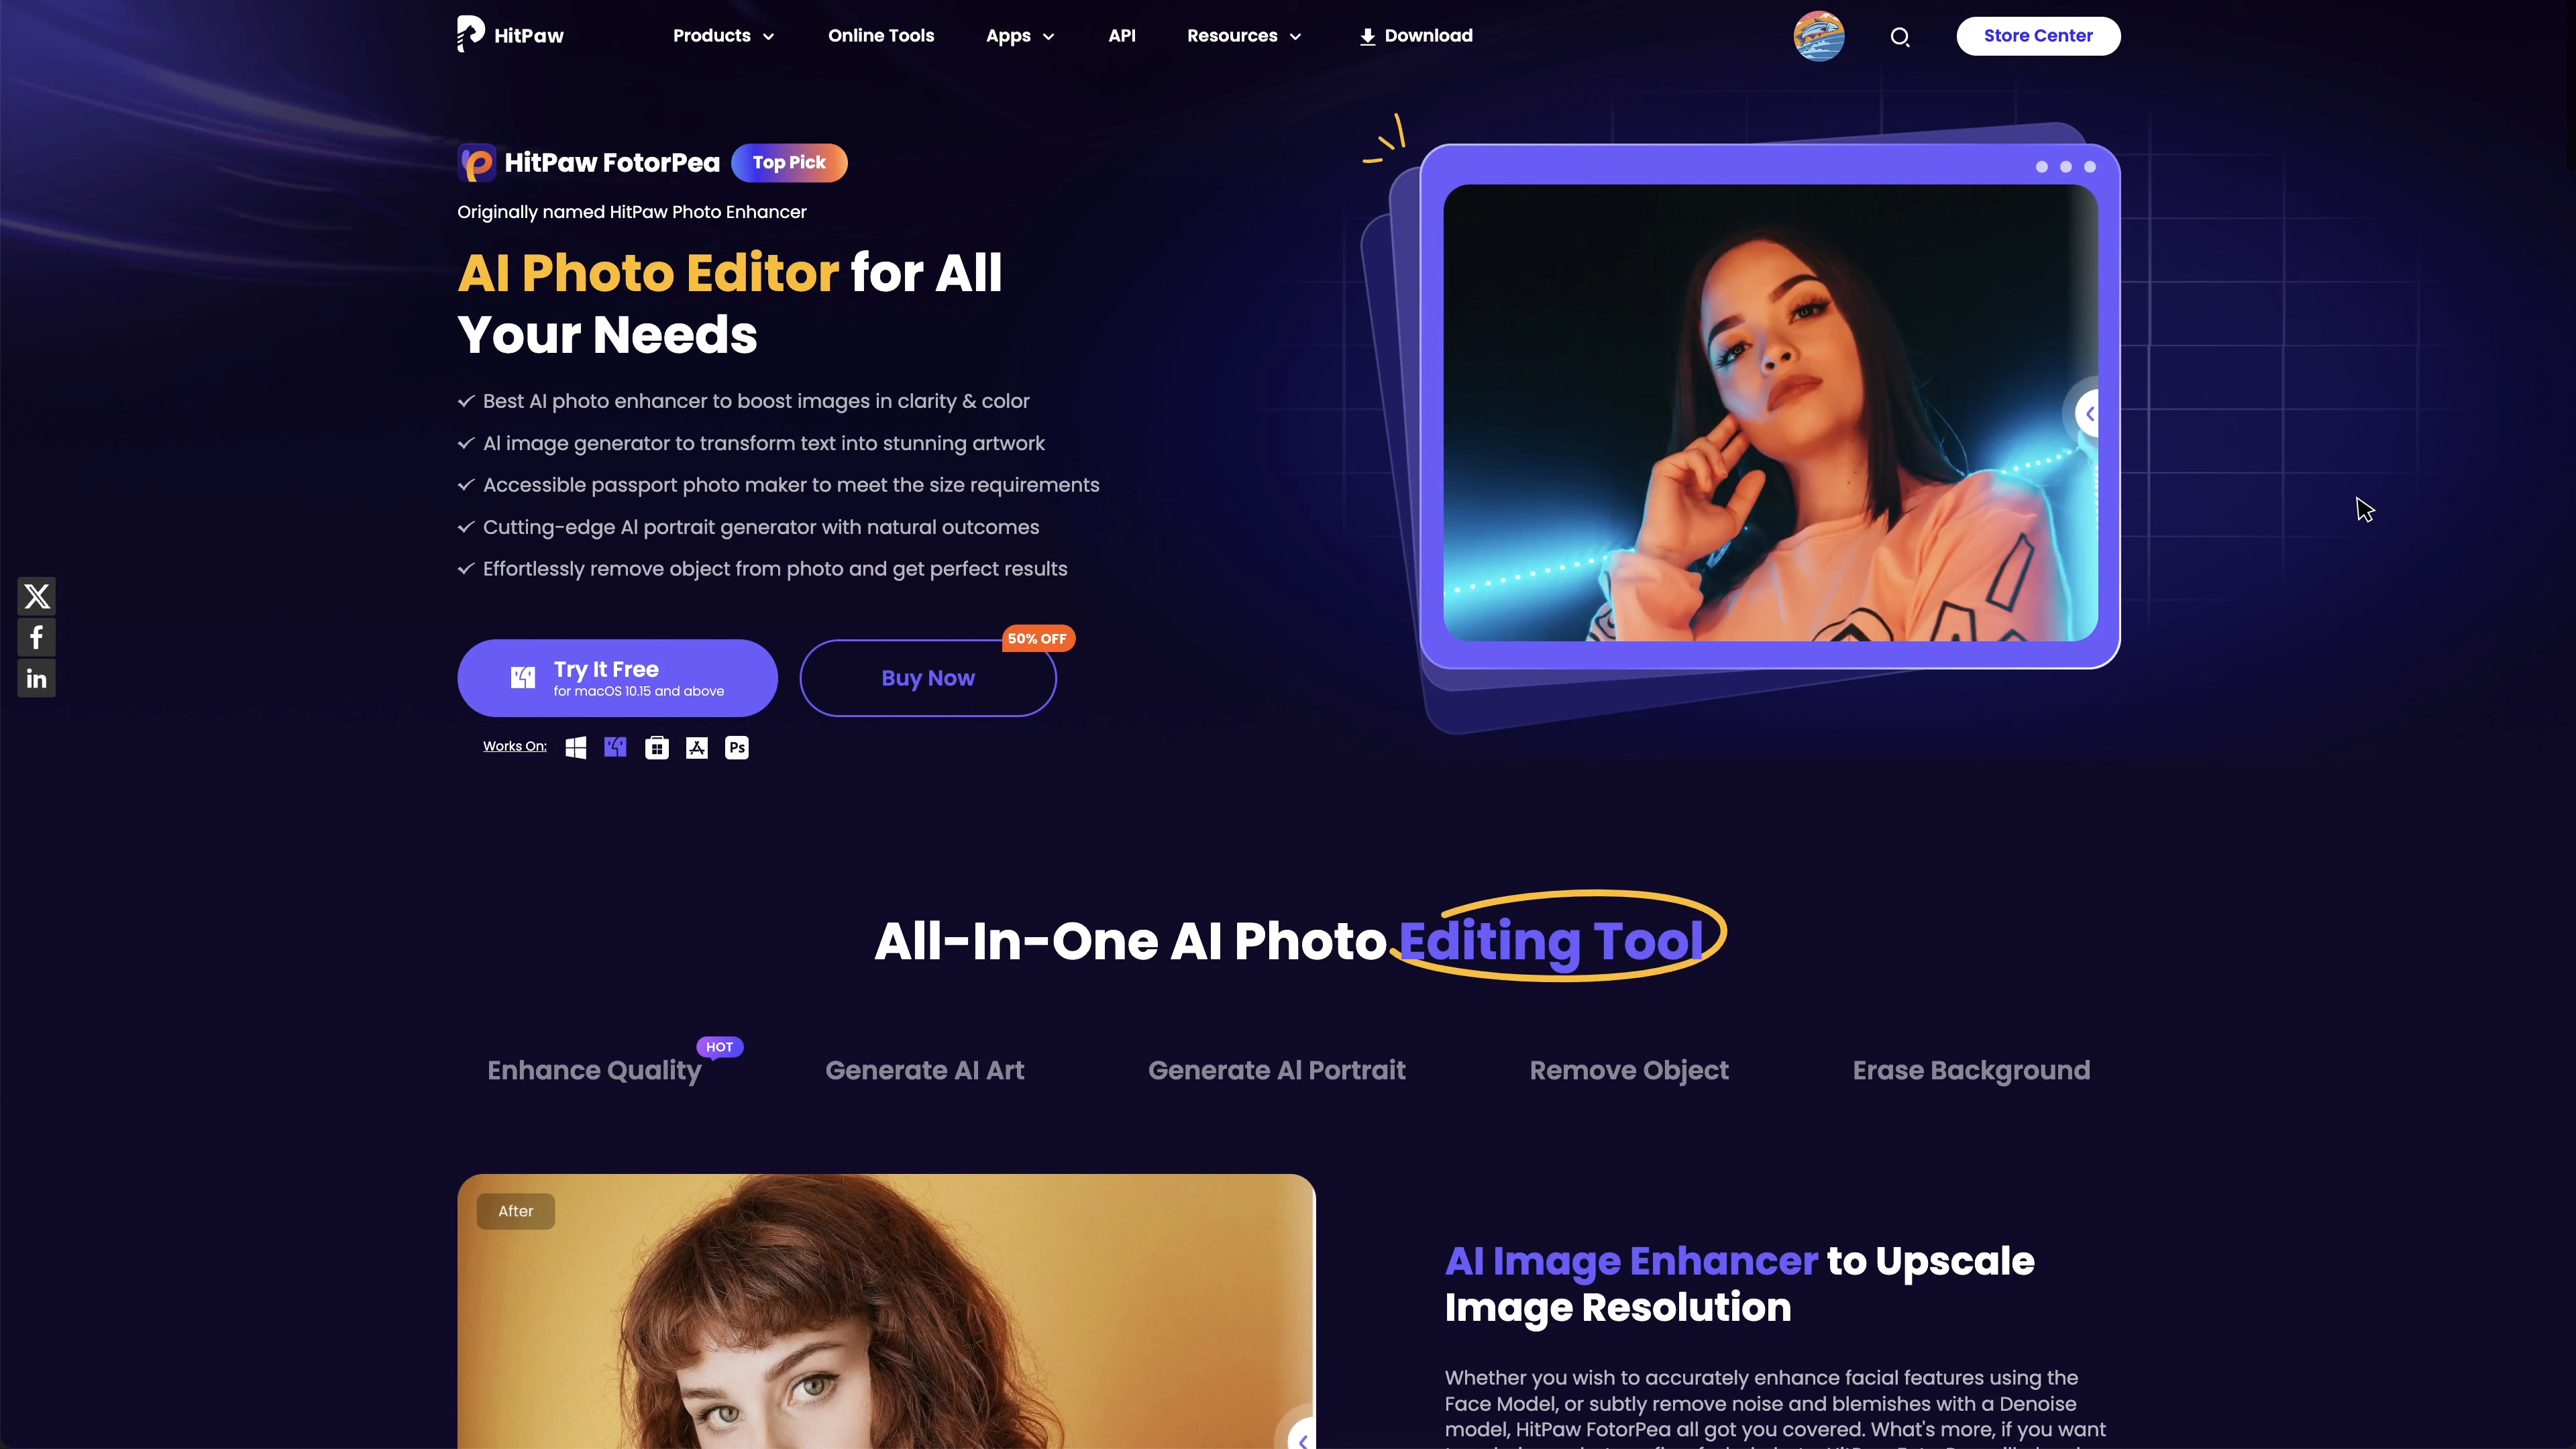 HitPaw
Products
Online Tools
Apps
API
Resources
Download
Store Center
HitPaw FotorPea
Top Pick
Originally named HitPaw Photo Enhancer
AI Photo Editor for All
Your Needs
Best AI photo enhancer to boost images in clarity & color
AI image generator to transform text into stunning artwork
Accessible passport photo maker to meet the size requirements
Cutting-edge AI portrait generator with natural outcomes
Effortlessly remove object from photo and get perfect results
Try It Free
for macOS 10.15 and above
50% OFF
Buy Now
Works On:
Ps
All-In-One AI Photo Editing Tool
HOT
Enhance Quality
Generate AI Art
Generate AI Portrait
Remove Object
Erase Background
After
AI Image Enhancer to Upscale
Image Resolution
Whether you wish to accurately enhance facial features using the
Face Model, or subtly remove noise and blemishes with a Denoise
model, HitPaw FotorPea all got you covered. What's more, if you want